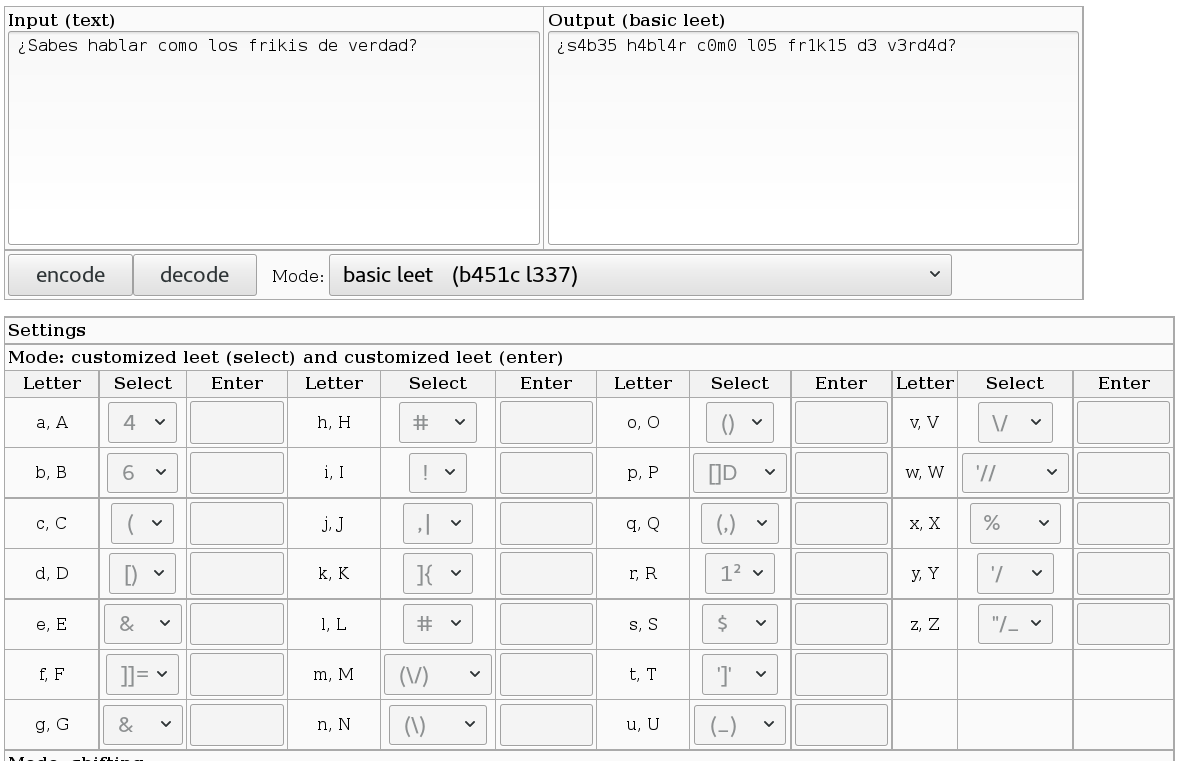 Input (text) Output (basic leet)
¿Sabes hablar como los frikis de verdad? ¿s4b35 h4bl4r c0m0 l05 fr1k15 d3 v3rd4d?
encode decode Mode: basic leet (b451c l337)
Settings
Mode: customized leet (select) and customized leet (enter)
Letter Select Enter Letter Select Enter Letter Select Enter Letter Select Enter
a, A 4 h, H # o, O () v, V \/
b, B 6 i, I ! p, P []D w, W '//
c, C ( j, J ,| q, Q (,) x, X %
d, D [) k, K ]{ r, R 1² y, Y '/
e, E & l, L # s, S $ z, Z "/_
f, F ]]= m, M (\/) t, T ']'
g, G & n, N (\) u, U (_)
Mode: shifting